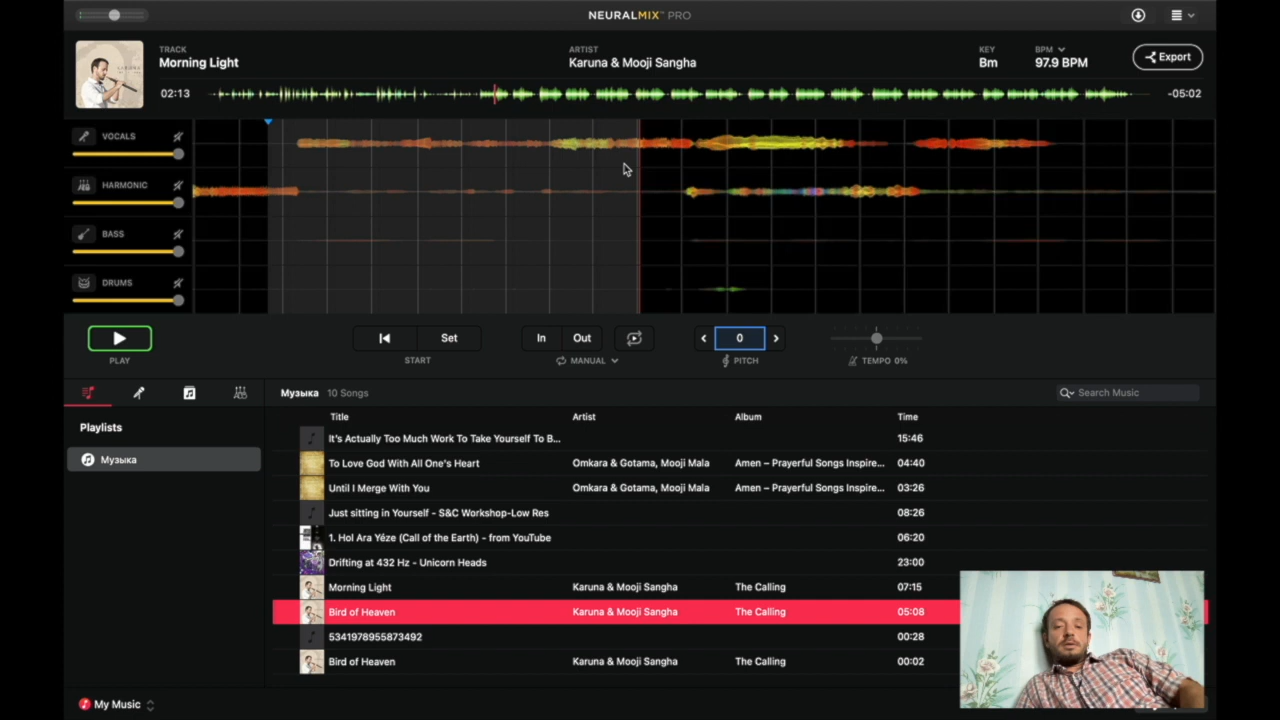 NEURALMIX™ PRO
TRACK
Morning Light
ARTIST
Karuna & Mooji Sangha
KEY
Bm
BPM
97.9 BPM
Export
02:13
-05:02
VOCALS
HARMONIC
BASS
DRUMS
PLAY
Set
START
In Out
MANUAL
0
PITCH
TEMPO 0%
Музыка 10 Songs
Search Music
Playlists
Музыка
Title Artist Album Time
It's Actually Too Much Work To Take Yourself To B... 15:46
To Love God With All One's Heart Omkara & Gotama, Mooji Mala Amen – Prayerful Songs Inspire... 04:40
Until I Merge With You Omkara & Gotama, Mooji Mala Amen – Prayerful Songs Inspire... 03:26
Just sitting in Yourself - S&C Workshop-Low Res 08:26
1. Hol Ara Yéze (Call of the Earth) - from YouTube 06:20
Drifting at 432 Hz - Unicorn Heads 23:00
Morning Light Karuna & Mooji Sangha The Calling 07:15
Bird of Heaven Karuna & Mooji Sangha The Calling 05:08
5341978955873492 00:28
Bird of Heaven Karuna & Mooji Sangha The Calling 00:02
My Music